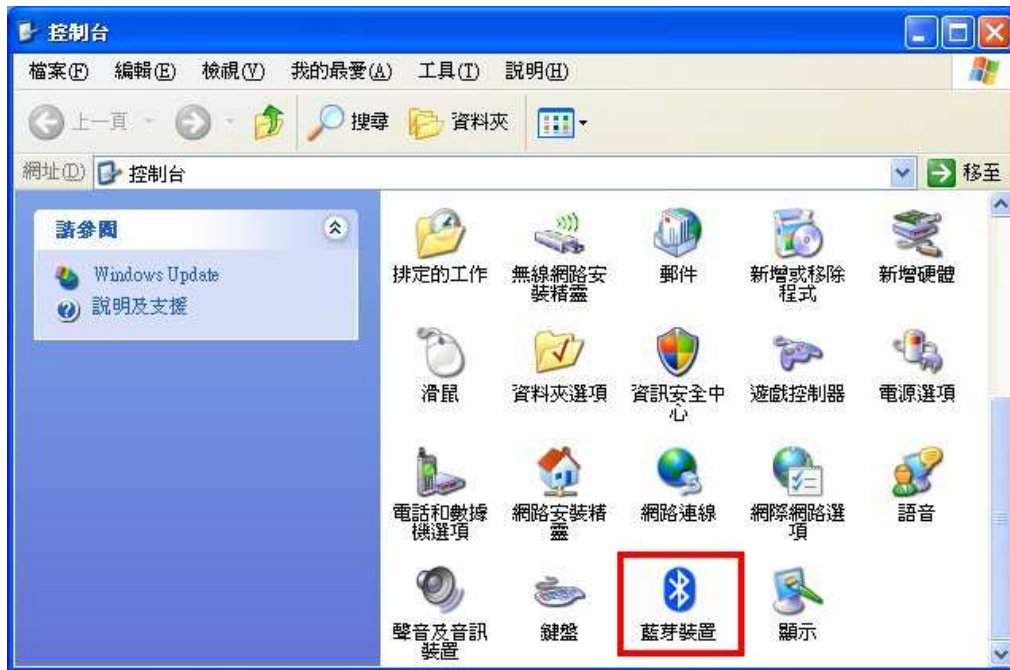 控制台
檔案(F) 編輯(E) 檢視(V) 我的最愛(A) 工具(T) 說明(H)
上一頁 搜尋 資料夾
網址(D) 控制台 移至
請參閱
Windows Update
說明及支援
排定的工作 無線網路安裝精靈 郵件 新增或移除程式 新增硬體
滑鼠 資料夾選項 資訊安全中心 遊戲控制器 電源選項
電話和數據機選項 網路安裝精靈 網路連線 網際網路選項 語音
聲音及音訊裝置 鍵盤 藍芽裝置 顯示